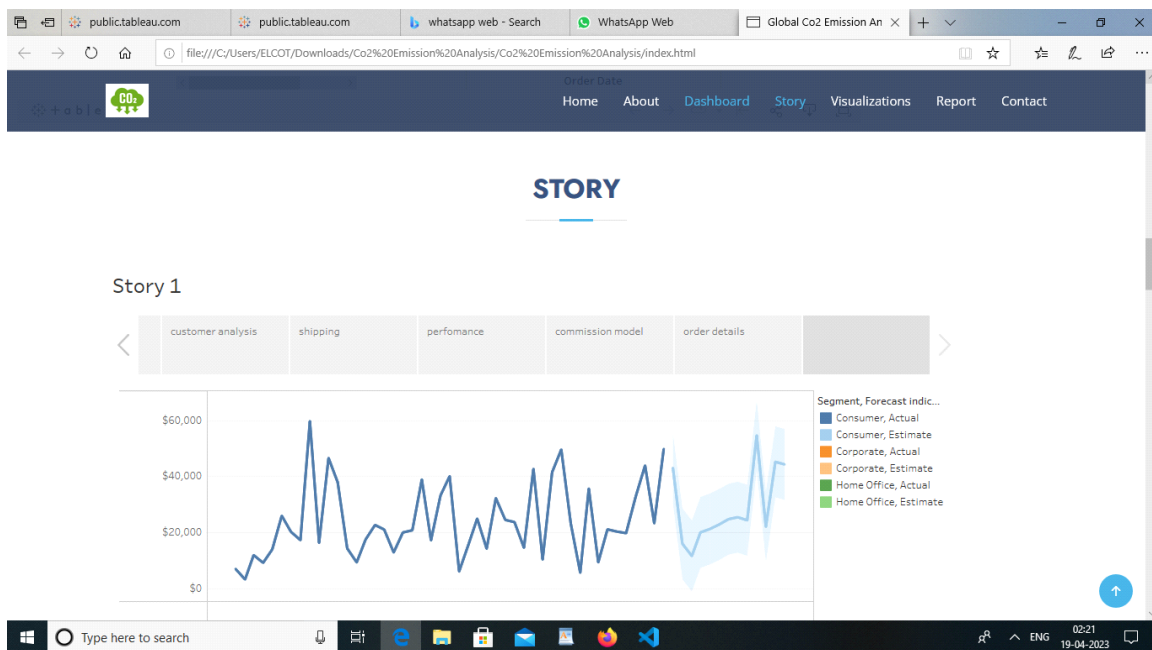 public.tableau.com
public.tableau.com
whatsapp web - Search
WhatsApp Web
Global Co2 Emission An
file:///C:/Users/ELCOT/Downloads/Co2%20Emission%20Analysis/Co2%20Emission%20Analysis/index.html
Order Date
CO₂
Home About Dashboard Story Visualizations Report Contact
STORY
Story 1
customer analysis
shipping
perfomance
commission model
order details
Segment, Forecast indic...
Consumer, Actual
Consumer, Estimate
Corporate, Actual
Corporate, Estimate
Home Office, Actual
Home Office, Estimate
$60,000
$40,000
$20,000
$0
Type here to search
ENG
02:21
19-04-2023